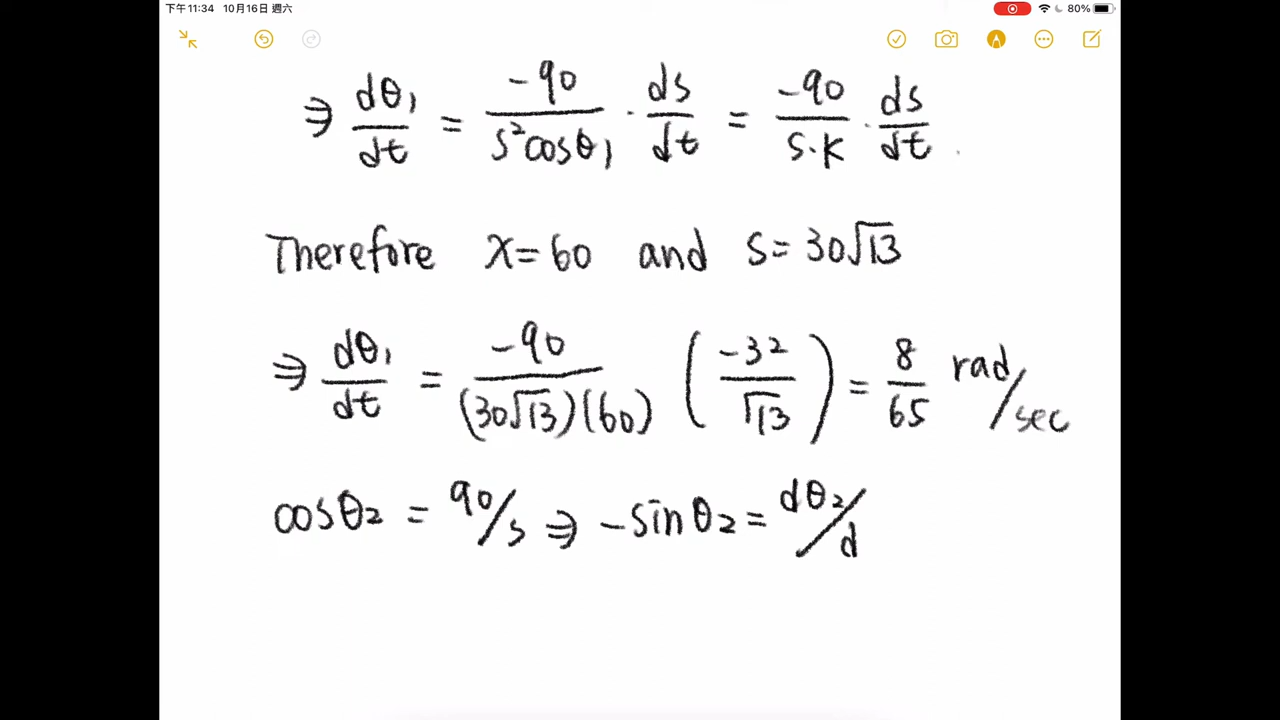 下午11:34 10月16日 週六 80%
⇒ dθ₁/dt = -90/(s²cosθ₁) · ds/dt = -90/(s·K) · ds/dt
Therefore x=60 and s=30√13
⇒ dθ₁/dt = -90/((30√13)(60)) (-32/√13) = 8/65 rad/sec
cosθ₂ = 90/s ⇒ -sinθ₂ = dθ₂/d